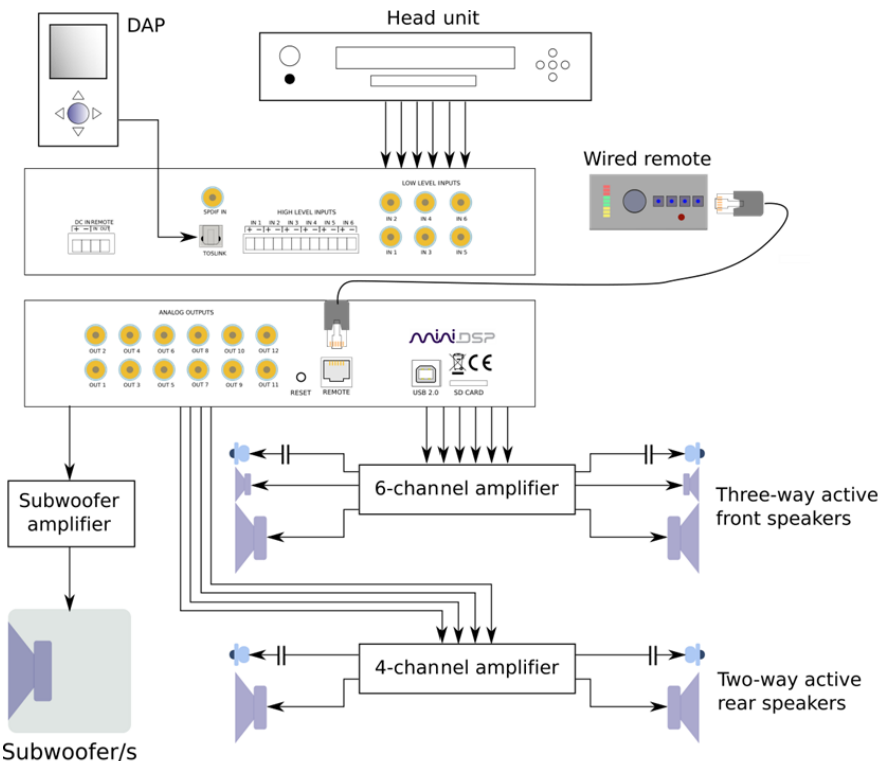 DAP
Head unit
Wired remote
LOW LEVEL INPUTS
SPDIF IN
HIGH LEVEL INPUTS
IN 2 IN 4 IN 6
DC IN REMOTE
+ - IN OUT
IN 1 IN 2 IN 3 IN 4 IN 5 IN 6
+ - + - + - + - + - + -
TOSLINK
IN 1 IN 3 IN 5
ANALOG OUTPUTS
miniDSP
OUT 2 OUT 4 OUT 6 OUT 8 OUT 10 OUT 12
CE
OUT 1 OUT 3 OUT 5 OUT 7 OUT 9 OUT 11
RESET REMOTE USB 2.0 SD CARD
6-channel amplifier
Three-way active
front speakers
Subwoofer
amplifier
4-channel amplifier
Two-way active
rear speakers
Subwoofer/s